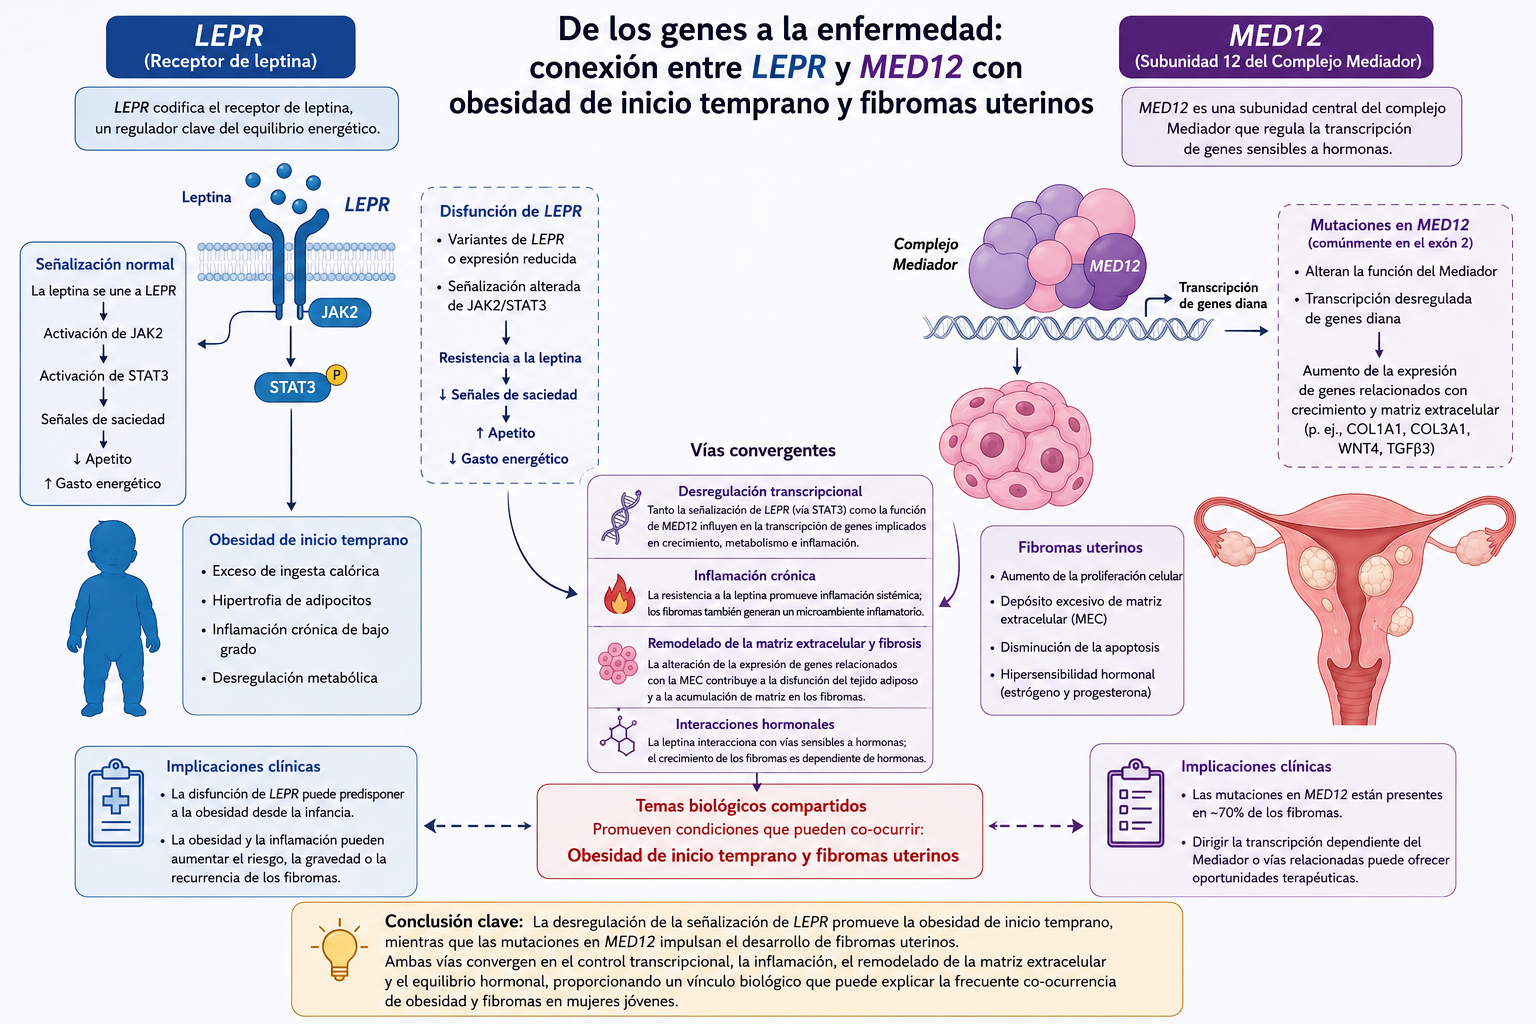 De los genes a la enfermedad:
conexión entre LEPR y MED12 con
obesidad de inicio temprano y fibromas uterinos
LEPR
(Receptor de leptina)
LEPR codifica el receptor de leptina,
un regulador clave del equilibrio energético.
Leptina
LEPR
JAK2
STAT3
P
Señalización normal
La leptina se une a LEPR
Activación de JAK2
Activación de STAT3
Señales de saciedad
↓ Apetito
↑ Gasto energético
Disfunción de LEPR
• Variantes de LEPR
o expresión reducida
• Señalización alterada
de JAK2/STAT3
Resistencia a la leptina
↓ Señales de saciedad
↑ Apetito
↓ Gasto energético
Obesidad de inicio temprano
• Exceso de ingesta calórica
• Hipertrofia de adipocitos
• Inflamación crónica de bajo
grado
• Desregulación metabólica
Implicaciones clínicas
• La disfunción de LEPR puede predisponer
a la obesidad desde la infancia.
• La obesidad y la inflamación pueden
aumentar el riesgo, la gravedad o la
recurrencia de los fibromas.
Vías convergentes
Desregulación transcripcional
Tanto la señalización de LEPR (vía STAT3) como la función
de MED12 influyen en la transcripción de genes implicados
en crecimiento, metabolismo e inflamación.
Inflamación crónica
La resistencia a la leptina promueve inflamación sistémica;
los fibromas también generan un microambiente inflamatorio.
Remodelado de la matriz extracelular y fibrosis
La alteración de la expresión de genes relacionados
con la MEC contribuye a la disfunción del tejido adiposo
y a la acumulación de matriz en los fibromas.
Interacciones hormonales
La leptina interacciona con vías sensibles a hormonas;
el crecimiento de los fibromas es dependiente de hormonas.
Temas biológicos compartidos
Promueven condiciones que pueden co-ocurrir:
Obesidad de inicio temprano y fibromas uterinos
MED12
(Subunidad 12 del Complejo Mediador)
MED12 es una subunidad central del complejo
Mediador que regula la transcripción
de genes sensibles a hormonas.
Complejo
Mediador
MED12
Transcripción
de genes diana
Mutaciones en MED12
(comúnmente en el exón 2)
• Alteran la función del Mediador
• Transcripción desregulada
de genes diana
Aumento de la expresión
de genes relacionados con
crecimiento y matriz extracelular
(p. ej., COL1A1, COL3A1,
WNT4, TGFβ3)
Fibromas uterinos
• Aumento de la proliferación celular
• Depósito excesivo de matriz
extracelular (MEC)
• Disminución de la apoptosis
• Hipersensibilidad hormonal
(estrógeno y progesterona)
Implicaciones clínicas
• Las mutaciones en MED12 están presentes
en ~70% de los fibromas.
• Dirigir la transcripción dependiente del
Mediador o vías relacionadas puede ofrecer
oportunidades terapéuticas.
Conclusión clave: La desregulación de la señalización de LEPR promueve la obesidad de inicio temprano,
mientras que las mutaciones en MED12 impulsan el desarrollo de fibromas uterinos.
Ambas vías convergen en el control transcripcional, la inflamación, el remodelado de la matriz extracelular
y el equilibrio hormonal, proporcionando un vínculo biológico que puede explicar la frecuente co-ocurrencia
de obesidad y fibromas en mujeres jóvenes.